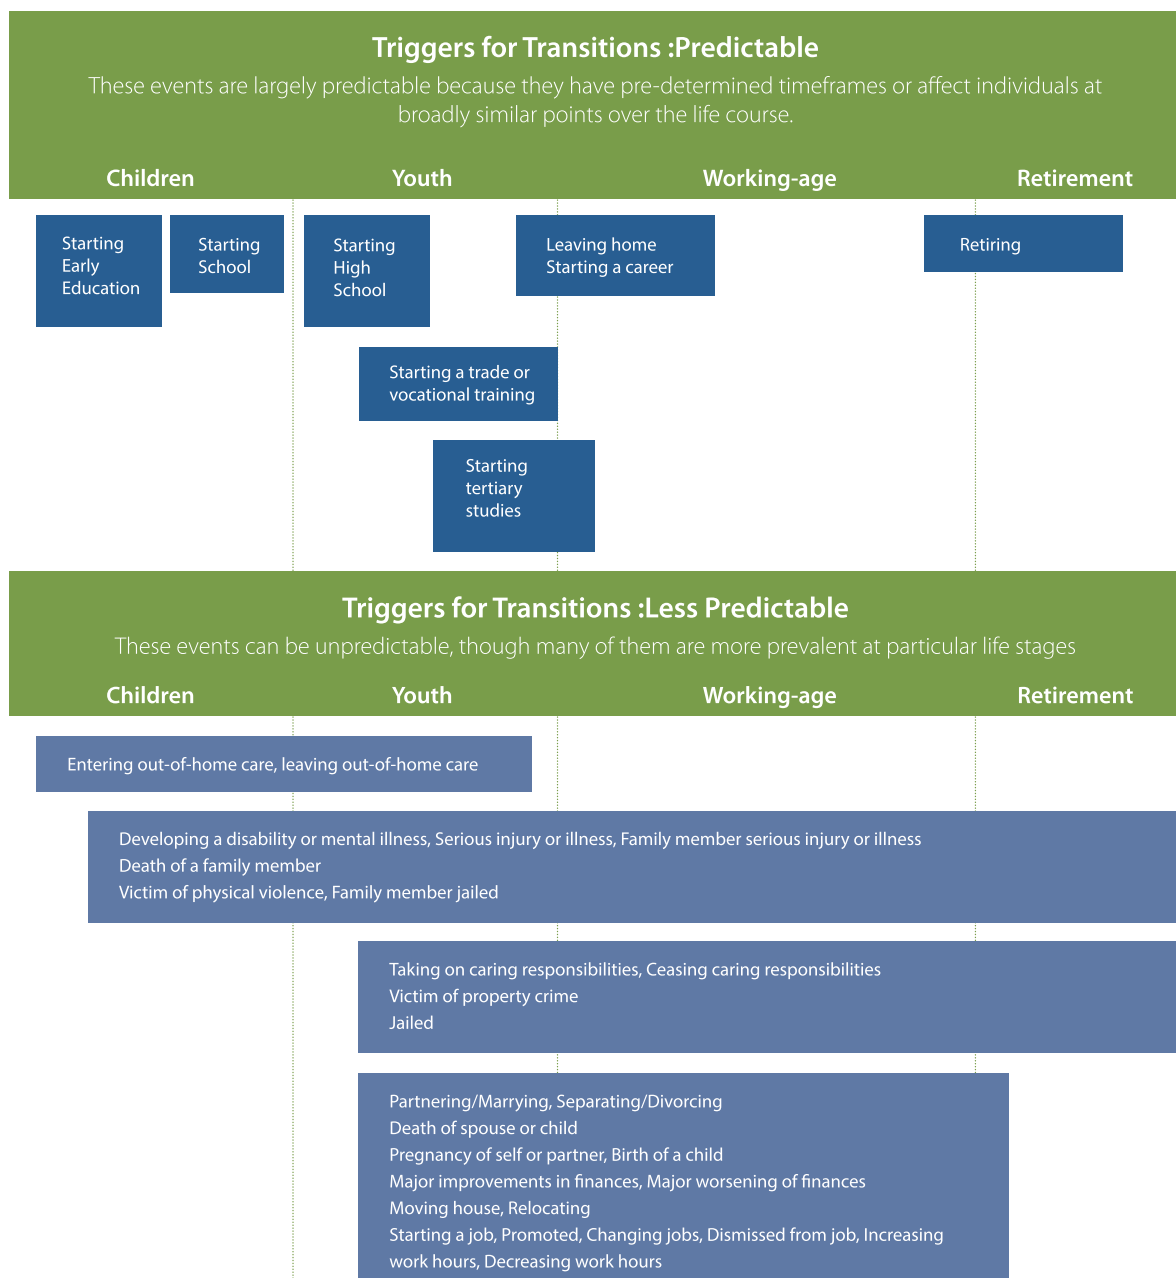 Triggers for Transitions :Predictable
These events are largely predictable because they have pre-determined timeframes or affect individuals at
broadly similar points over the life course.
Children Youth Working-age Retirement
Starting
Early
Education
Starting
School
Starting
High
School
Leaving home
Starting a career
Retiring
Starting a trade or
vocational training
Starting
tertiary
studies
Triggers for Transitions :Less Predictable
These events can be unpredictable, though many of them are more prevalent at particular life stages
Children Youth Working-age Retirement
Entering out-of-home care, leaving out-of-home care
Developing a disability or mental illness, Serious injury or illness, Family member serious injury or illness
Death of a family member
Victim of physical violence, Family member jailed
Taking on caring responsibilities, Ceasing caring responsibilities
Victim of property crime
Jailed
Partnering/Marrying, Separating/Divorcing
Death of spouse or child
Pregnancy of self or partner, Birth of a child
Major improvements in finances, Major worsening of finances
Moving house, Relocating
Starting a job, Promoted, Changing jobs, Dismissed from job, Increasing
work hours, Decreasing work hours